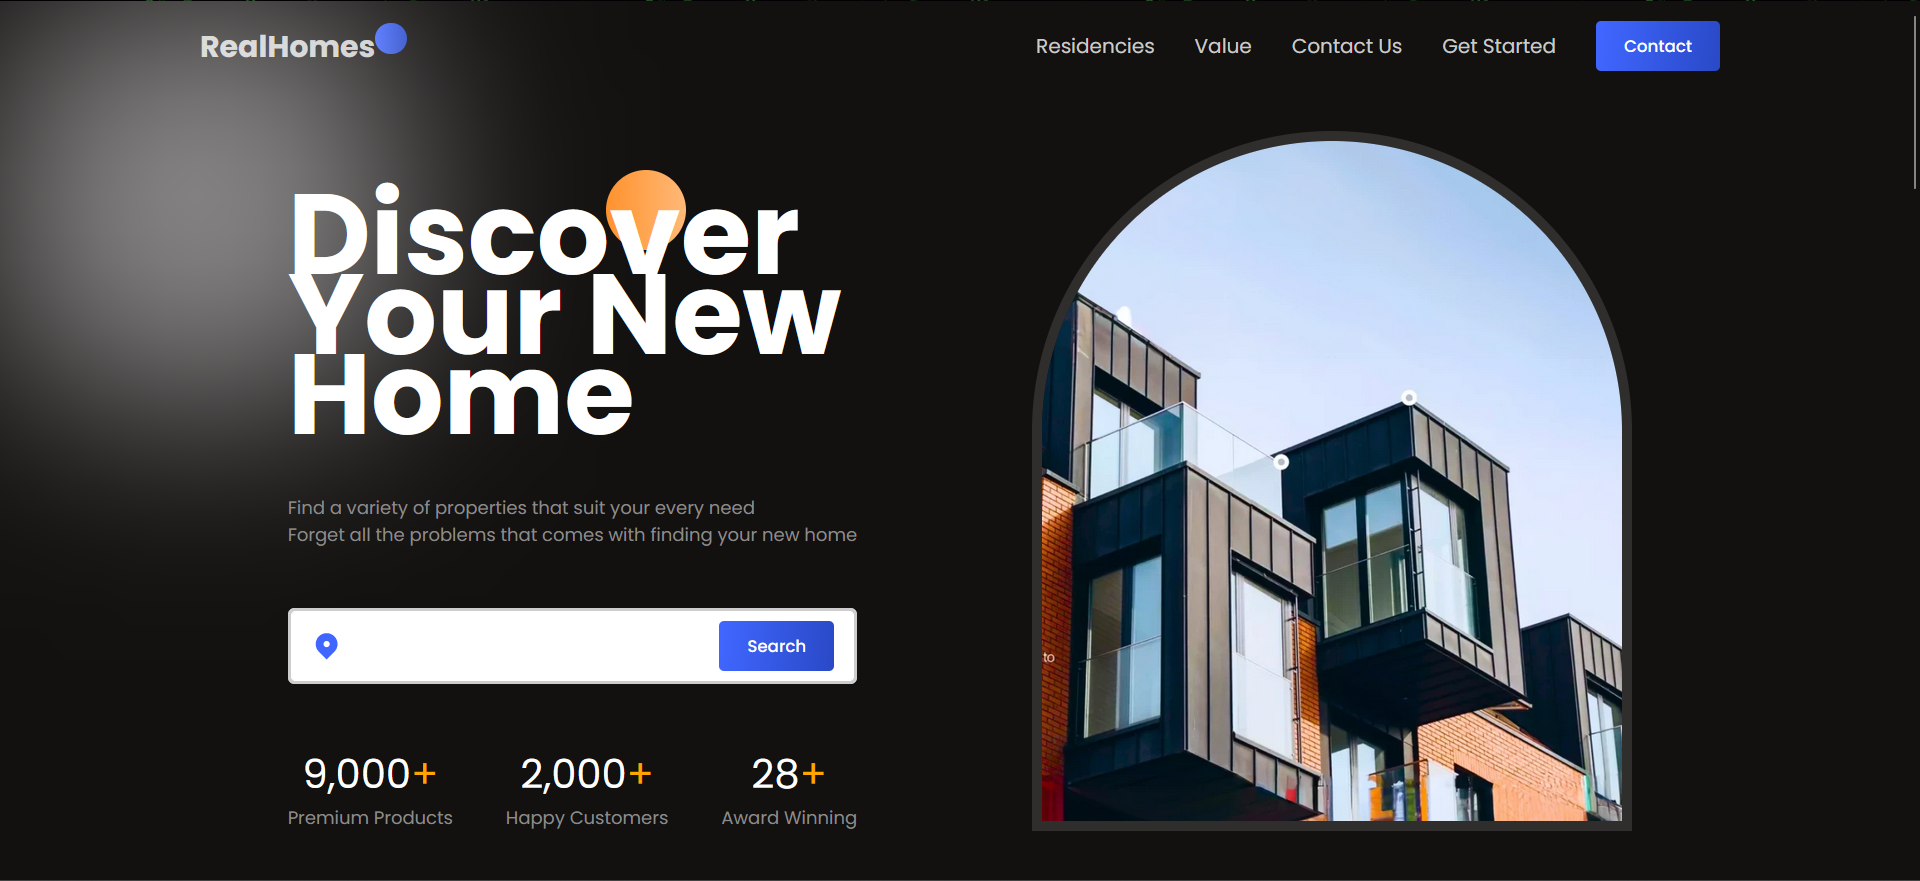 RealHomes
Residencies Value Contact Us Get Started Contact
Discover
Your New
Home
Find a variety of properties that suit your every need
Forget all the problems that comes with finding your new home
Search
9,000+ 2,000+ 28+
Premium Products Happy Customers Award Winning
to